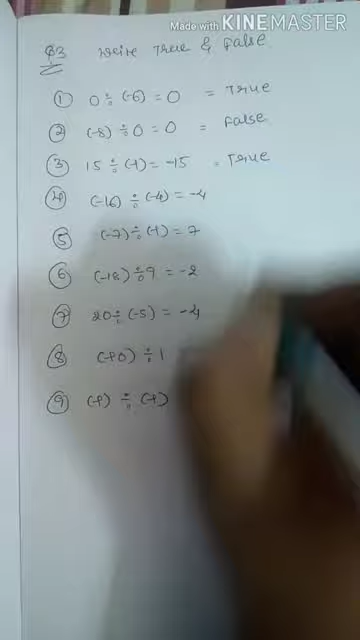 Made with KINEMASTER
Q3 Write True & False
① 0 ÷ (-6) = 0 = True
② (-8) ÷ 0 = 0 = False
③ 15 ÷ (-1) = -15 = True
④ (-16) ÷ (-4) = -4
⑤ (-7) ÷ (-1) = 7
⑥ (-18) ÷ 9 = -2
⑦ 20 ÷ (-5) = -4
⑧ (-10) ÷ 1
⑨ (-1) ÷ (-1)